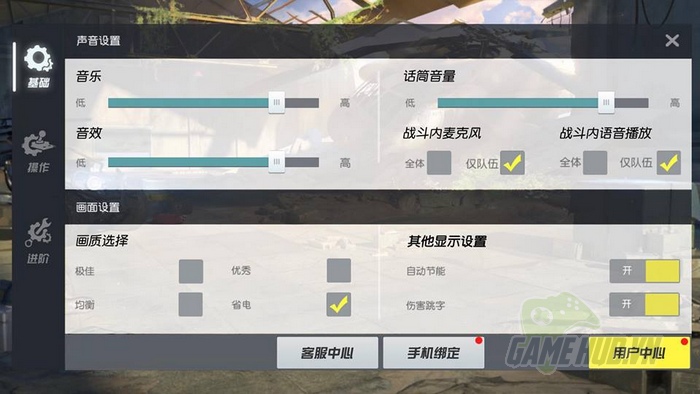 声音设置
基础
音乐
低
高
话筒音量
低
高
音效
低
高
战斗内麦克风
全体
仅队伍
战斗内语音播放
全体
仅队伍
操作
进阶
画面设置
画质选择
极佳
优秀
均衡
省电
其他显示设置
自动节能
开
伤害跳字
开
客服中心
手机绑定
用户中心
GAMEHUB.VN